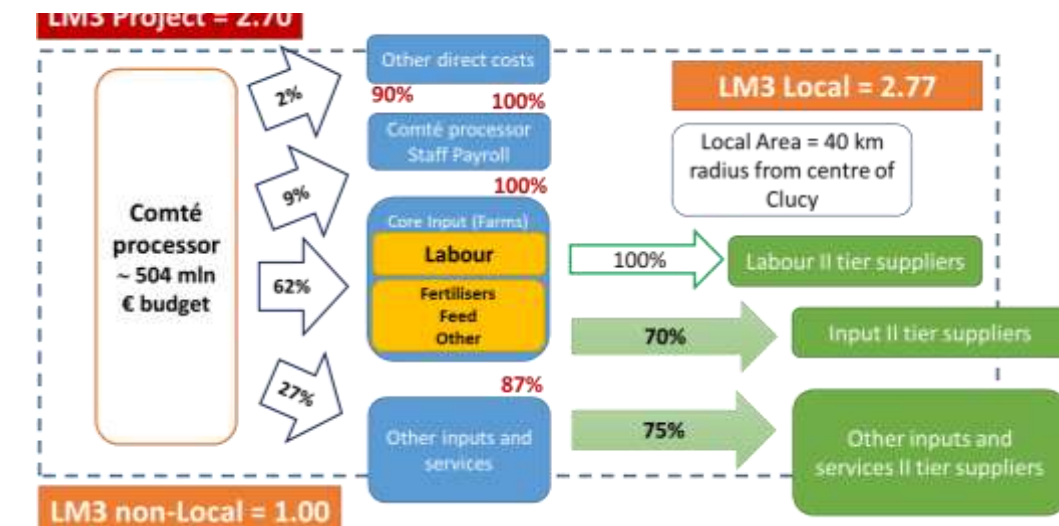 LM3 Project = 2.70
Other direct costs
2%
90%
100%
LM3 Local = 2.77
Comté processor
Staff Payroll
Local Area = 40 km
radius from centre of
Clucy
9%
100%
Comté
processor
~ 504 mln
€ budget
Core Input (Farms)
Labour
100%
Labour II tier suppliers
62%
Fertilisers
Feed
Other
70%
Input II tier suppliers
27%
87%
Other inputs and
services
75%
Other inputs and
services II tier suppliers
LM3 non-Local = 1.00